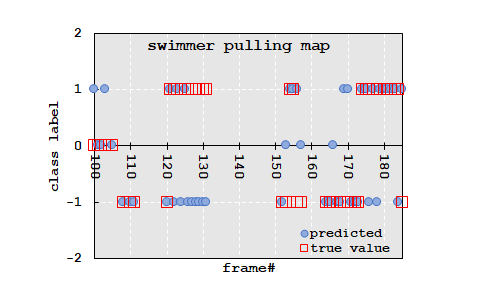 2
swimmer pulling map
1
0
100 110 120 130 140 150 160 170 180
class label
-1
predicted
true value
-2
frame#